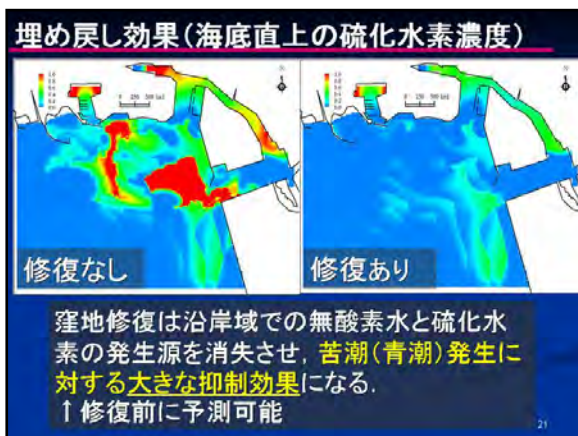 埋め戻し効果(海底直上の硫化水素濃度)
修復なし
修復あり
窪地修復は沿岸域での無酸素水と硫化水
素の発生源を消失させ,苦潮(青潮)発生に
対する大きな抑制効果になる.
↑修復前に予測可能
21